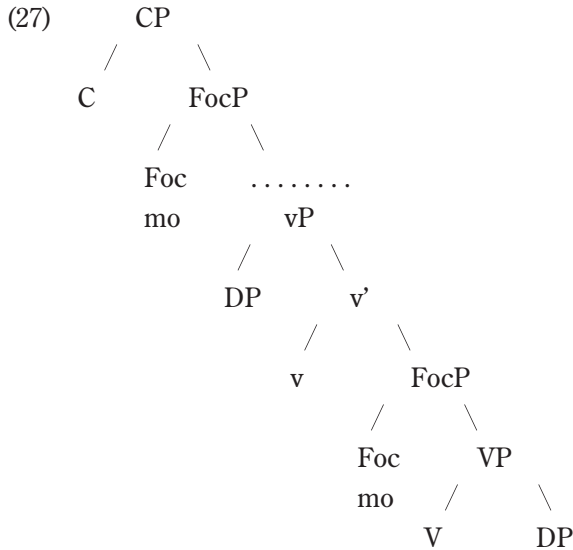 (27) CP
C FocP
Foc ........
mo vP
DP v’
v FocP
Foc VP
mo
V DP